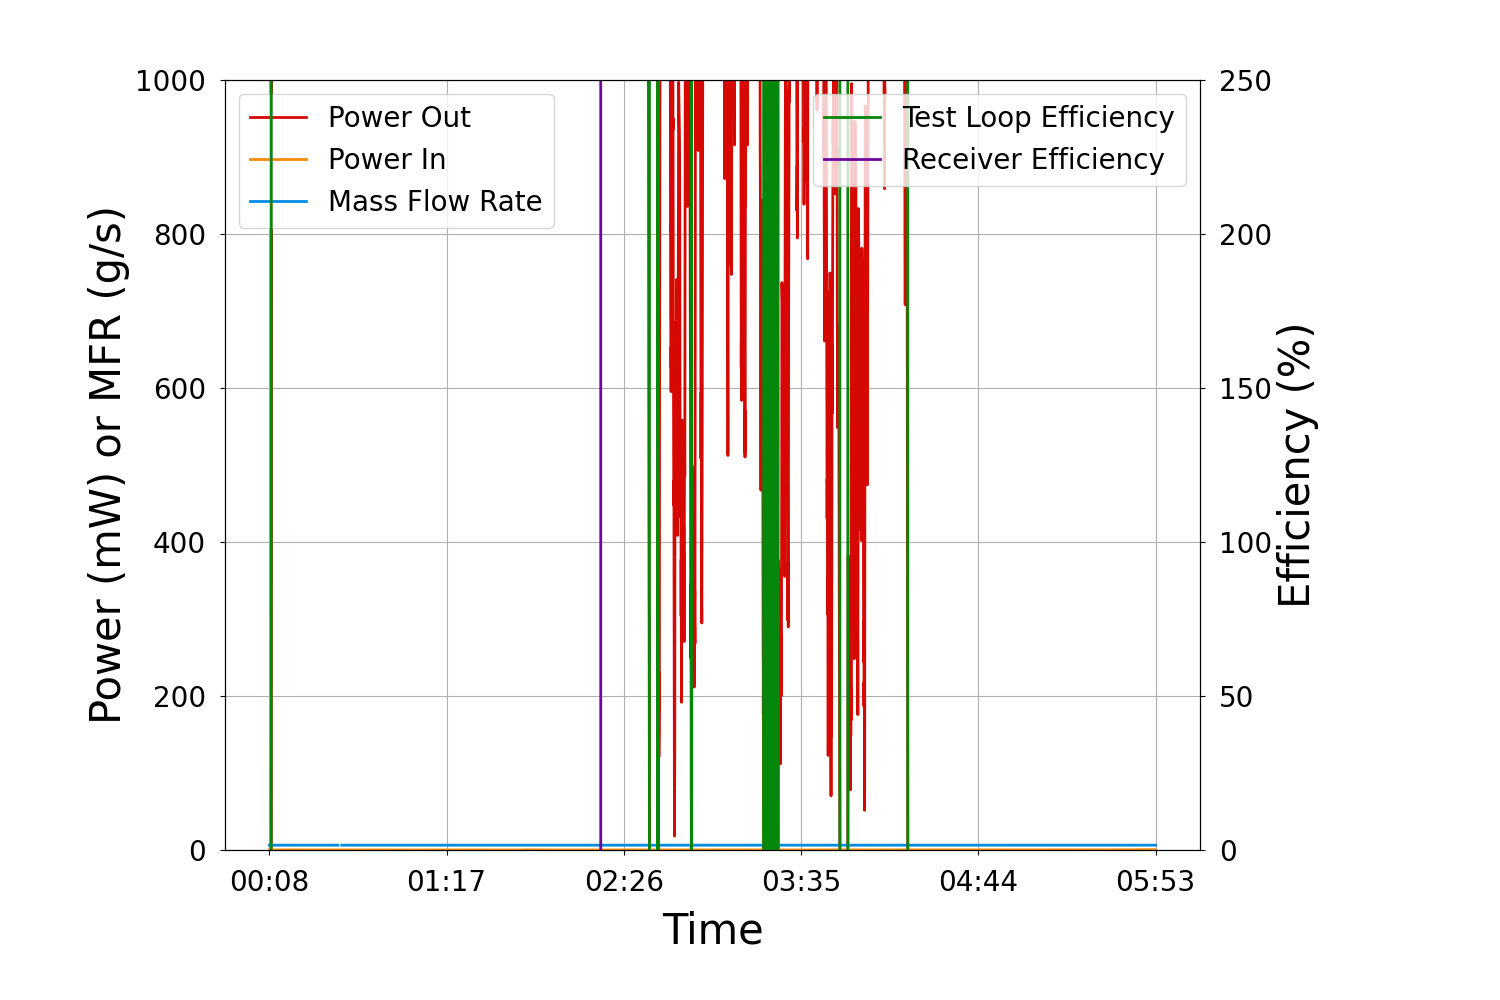 1000
800
600
400
200
0
Power (mW) or MFR (g/s)
Power Out
Power In
Mass Flow Rate
Test Loop Efficiency
Receiver Efficiency
250
200
150
100
50
0
Efficiency (%)
00:08 01:17 02:26 03:35 04:44 05:53
Time